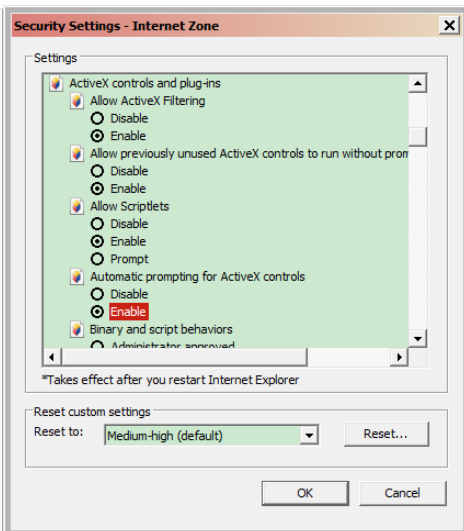 Security Settings - Internet Zone
Settings
ActiveX controls and plug-ins
Allow ActiveX Filtering
Disable
Enable
Allow previously unused ActiveX controls to run without prom
Disable
Enable
Allow Scriptlets
Disable
Enable
Prompt
Automatic prompting for ActiveX controls
Disable
Enable
Binary and script behaviors
Administrator approved
*Takes effect after you restart Internet Explorer
Reset custom settings
Reset to: Medium-high (default) Reset...
OK Cancel